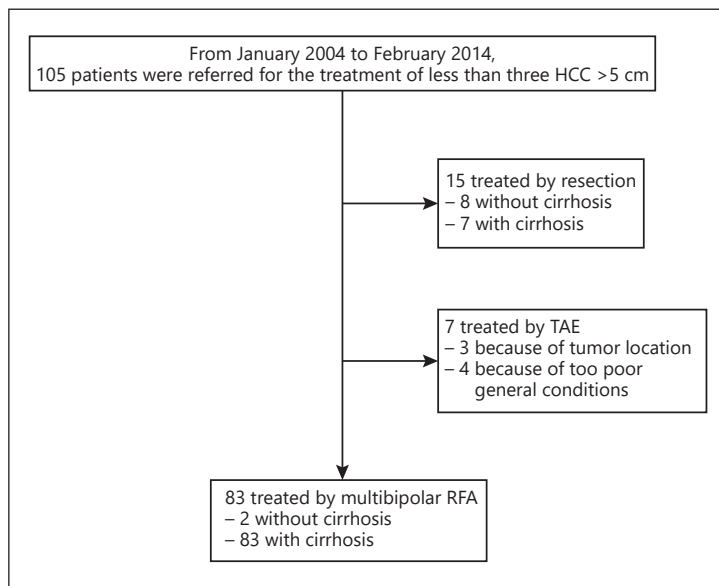 From January 2004 to February 2014,
105 patients were referred for the treatment of less than three HCC >5 cm
15 treated by resection
– 8 without cirrhosis
– 7 with cirrhosis
7 treated by TAE
– 3 because of tumor location
– 4 because of too poor
general conditions
83 treated by multibipolar RFA
– 2 without cirrhosis
– 83 with cirrhosis